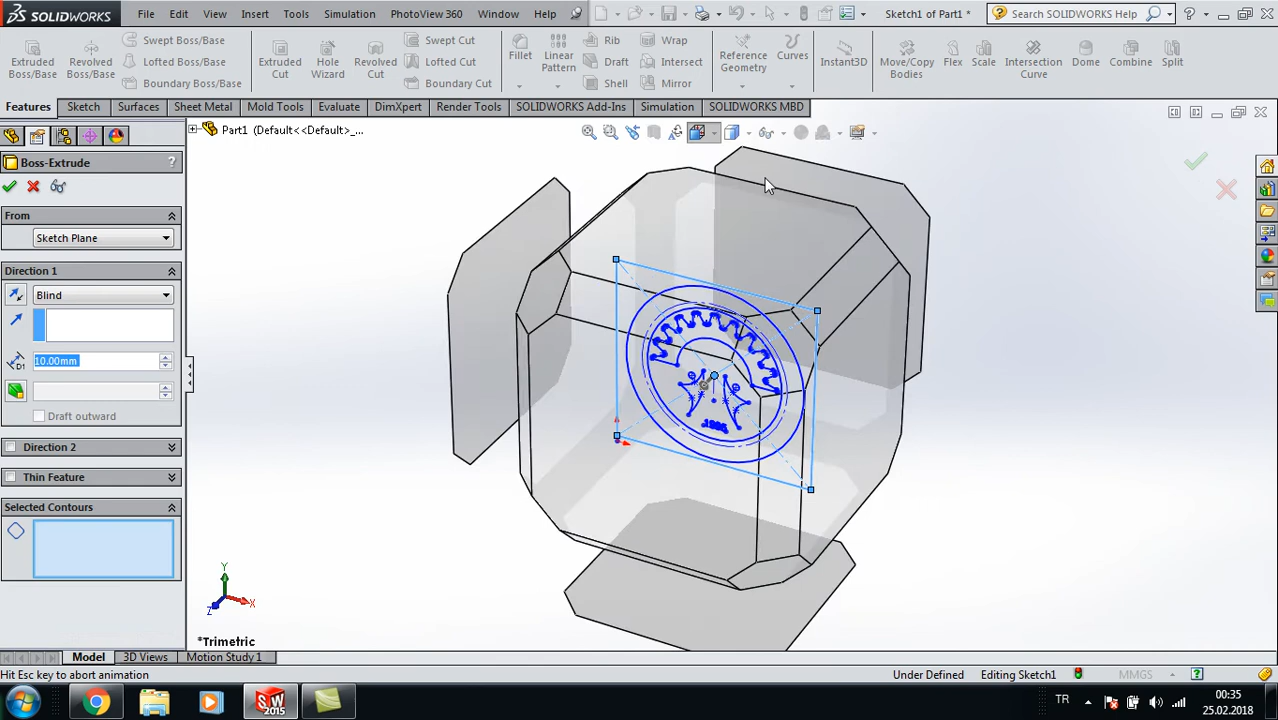 SOLIDWORKS File Edit View Insert Tools Simulation PhotoView 360 Window Help Sketch1 of Part1 * Search SOLIDWORKS Help
Extruded Boss/Base
Revolved Boss/Base
Swept Boss/Base
Lofted Boss/Base
Boundary Boss/Base
Extruded Cut
Hole Wizard
Revolved Cut
Swept Cut
Lofted Cut
Boundary Cut
Fillet
Linear Pattern
Rib
Draft
Shell
Wrap
Intersect
Mirror
Reference Geometry
Curves
Instant3D
Move/Copy Bodies
Flex
Scale
Intersection Curve
Dome
Combine
Split
Features Sketch Surfaces Sheet Metal Mold Tools Evaluate DimXpert Render Tools SOLIDWORKS Add-Ins Simulation SOLIDWORKS MBD
Part1 (Default<<Default>_...
Boss-Extrude ?
From
Sketch Plane
Direction 1
Blind
D1 10.00mm
Draft outward
Direction 2
Thin Feature
Selected Contours
1995
Y
X
Z
*Trimetric
Model 3D Views Motion Study 1
Hit Esc key to abort animation Under Defined Editing Sketch1 MMGS ?
SW 2015 TR 00:35
25.02.2018